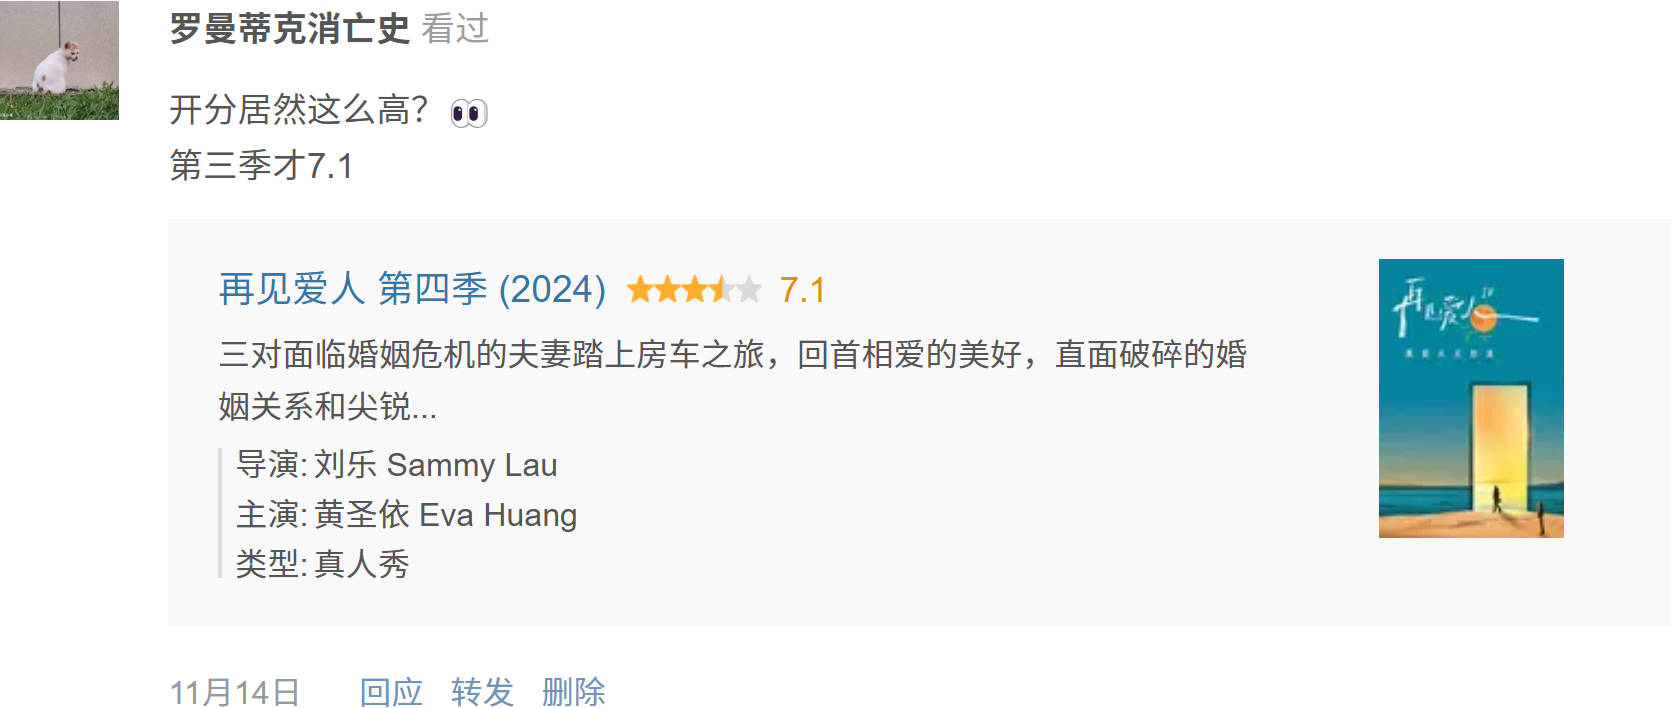 罗曼蒂克消亡史 看过
开分居然这么高？👀
第三季才7.1
再见爱人 第四季 (2024) 7.1
三对面临婚姻危机的夫妻踏上房车之旅，回首相爱的美好，直面破碎的婚
姻关系和尖锐...
导演: 刘乐 Sammy Lau
主演: 黄圣依 Eva Huang
类型: 真人秀
再见爱人 IV
11月14日 回应 转发 删除